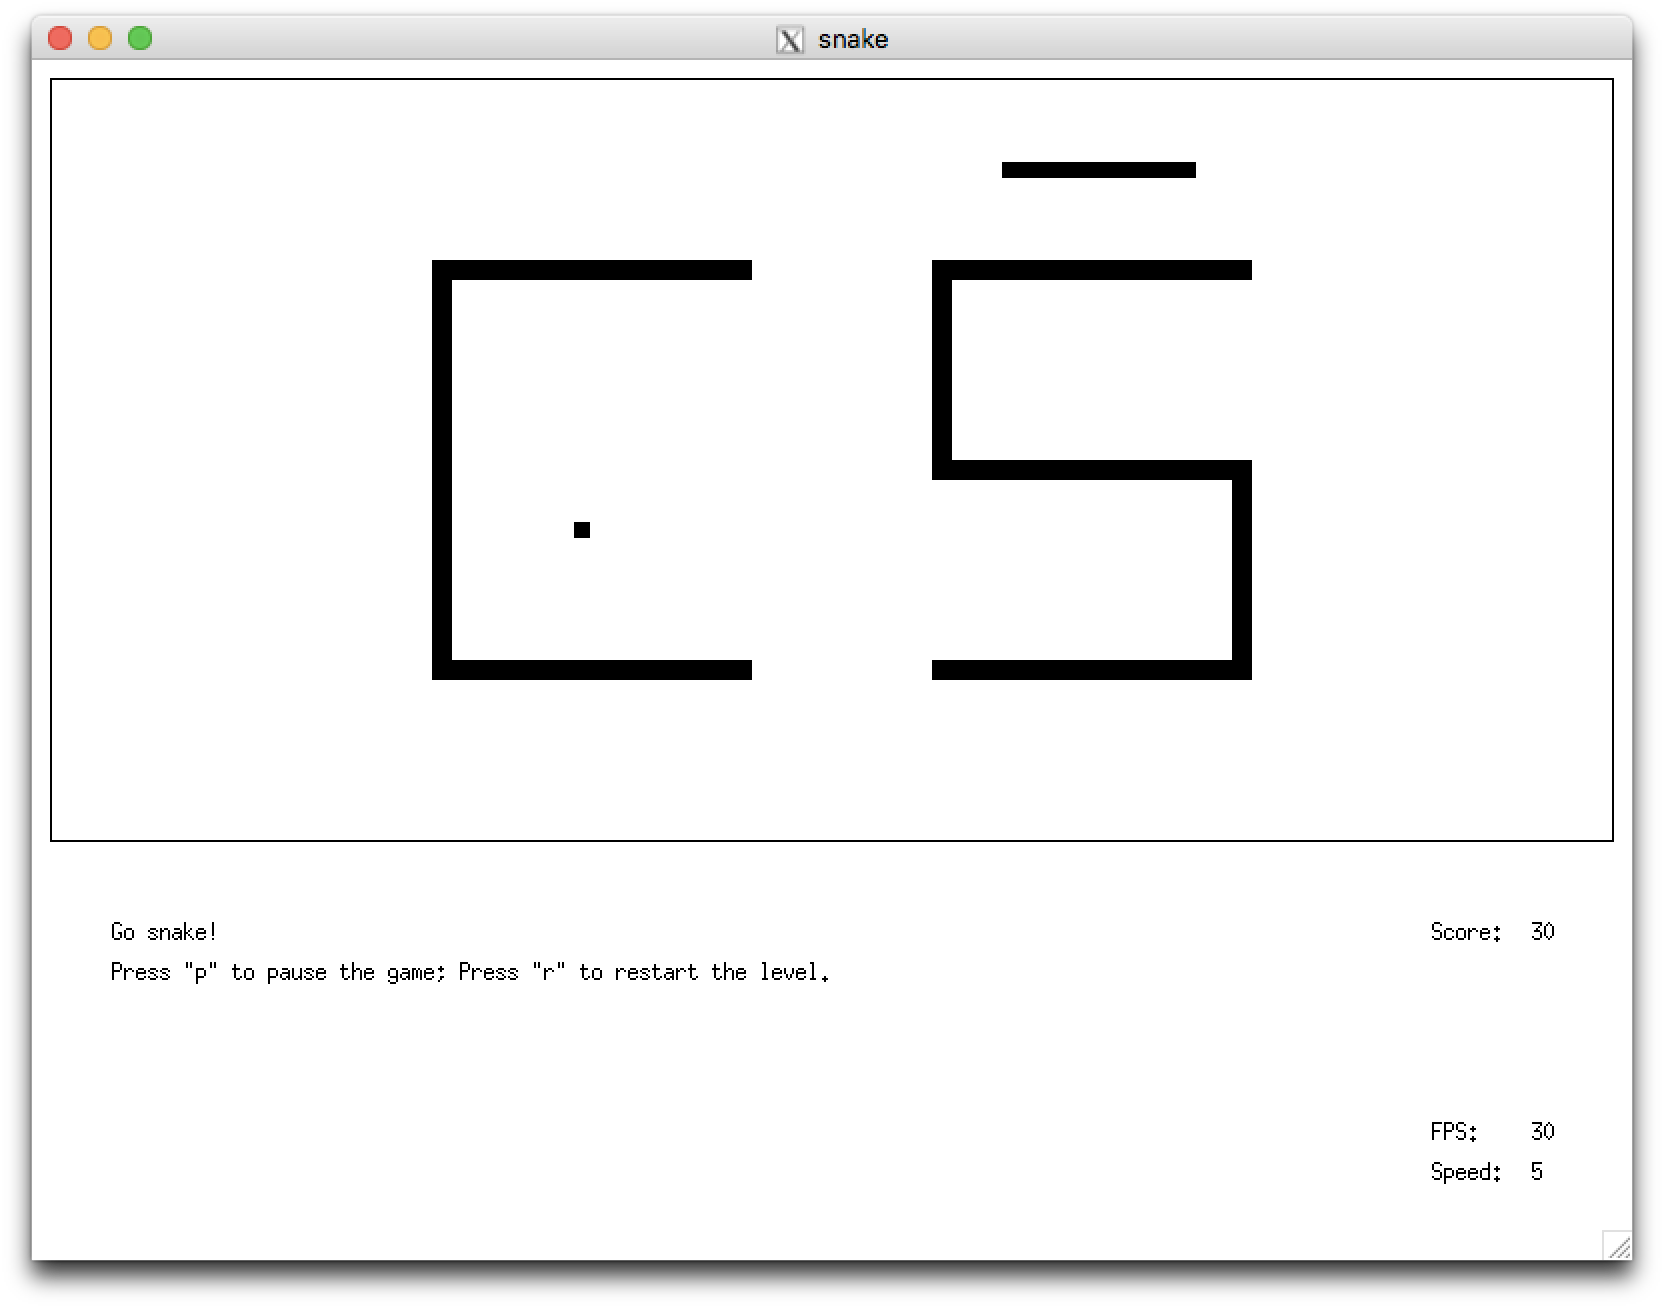 snake
CS
Go snake!
Score: 30
Press "p" to pause the game; Press "r" to restart the level.
FPS: 30
Speed: 5